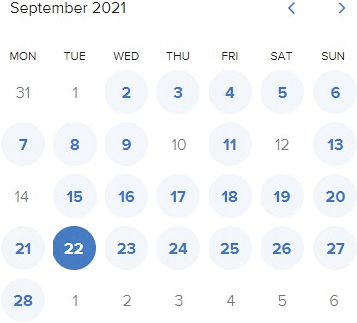 September 2021
MON TUE WED THU FRI SAT SUN
31 1 2 3 4 5 6
7 8 9 10 11 12 13
14 15 16 17 18 19 20
21 22 23 24 25 26 27
28 1 2 3 4 5 6